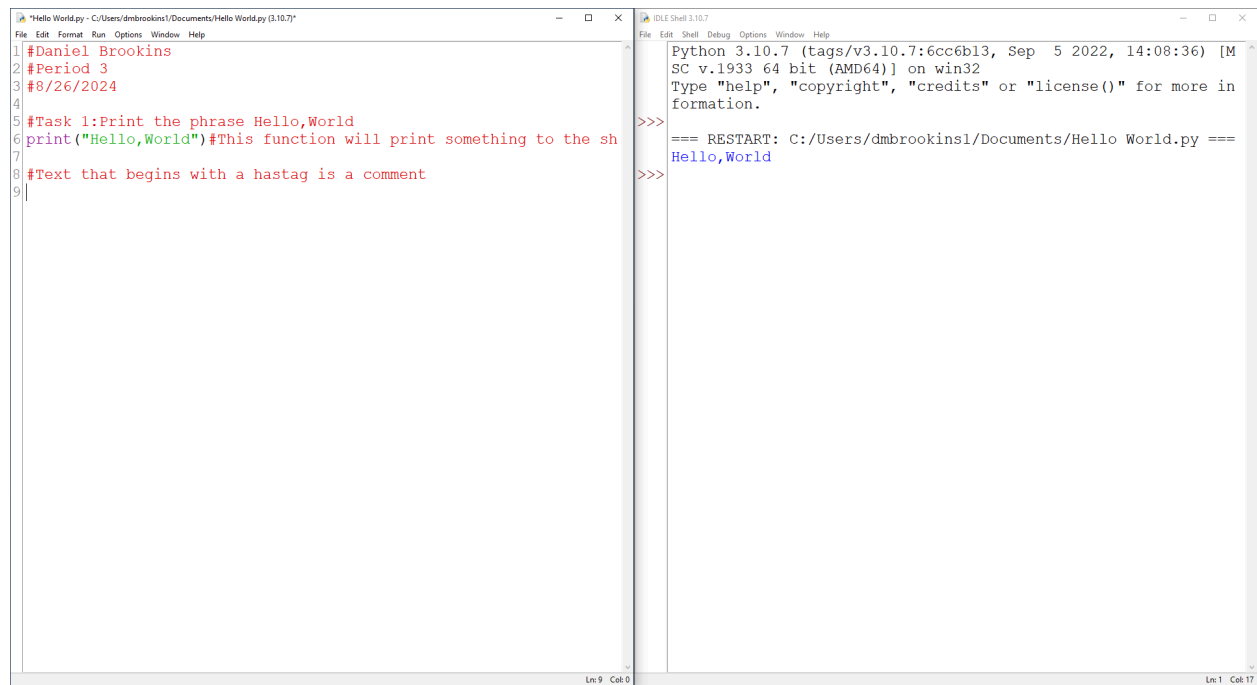 *Hello World.py - C:/Users/dmbrookins1/Documents/Hello World.py (3.10.7)*
File Edit Format Run Options Window Help
1 #Daniel Brookins
2 #Period 3
3 #8/26/2024
4
5 #Task 1:Print the phrase Hello,World
6 print("Hello,World")#This function will print something to the sh
7
8 #Text that begins with a hastag is a comment
9
Ln: 9 Col: 0
IDLE Shell 3.10.7
File Edit Shell Debug Options Window Help
Python 3.10.7 (tags/v3.10.7:6cc6b13, Sep 5 2022, 14:08:36) [M
SC v.1933 64 bit (AMD64)] on win32
Type "help", "copyright", "credits" or "license()" for more in
formation.
>>>
=== RESTART: C:/Users/dmbrookins1/Documents/Hello World.py ===
Hello,World
>>>
Ln: 1 Col: 17